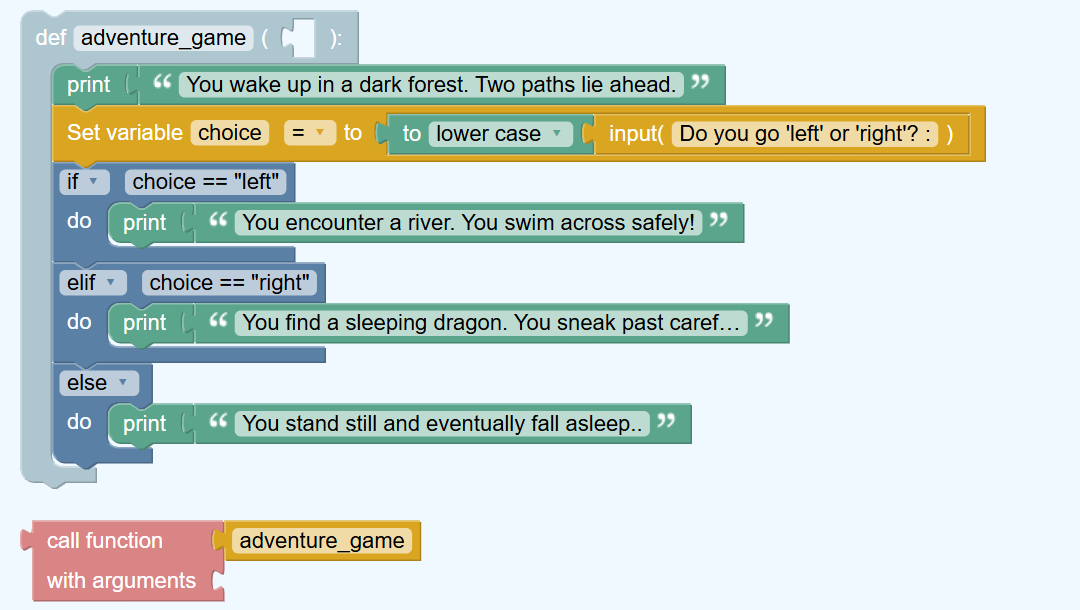 def adventure_game ( ):
print “ You wake up in a dark forest. Two paths lie ahead. ”
Set variable choice = to to lower case input( Do you go 'left' or 'right'? : )
if choice == "left"
do print “ You encounter a river. You swim across safely! ”
elif choice == "right"
do print “ You find a sleeping dragon. You sneak past caref… ”
else
do print “ You stand still and eventually fall asleep.. ”
call function adventure_game
with arguments